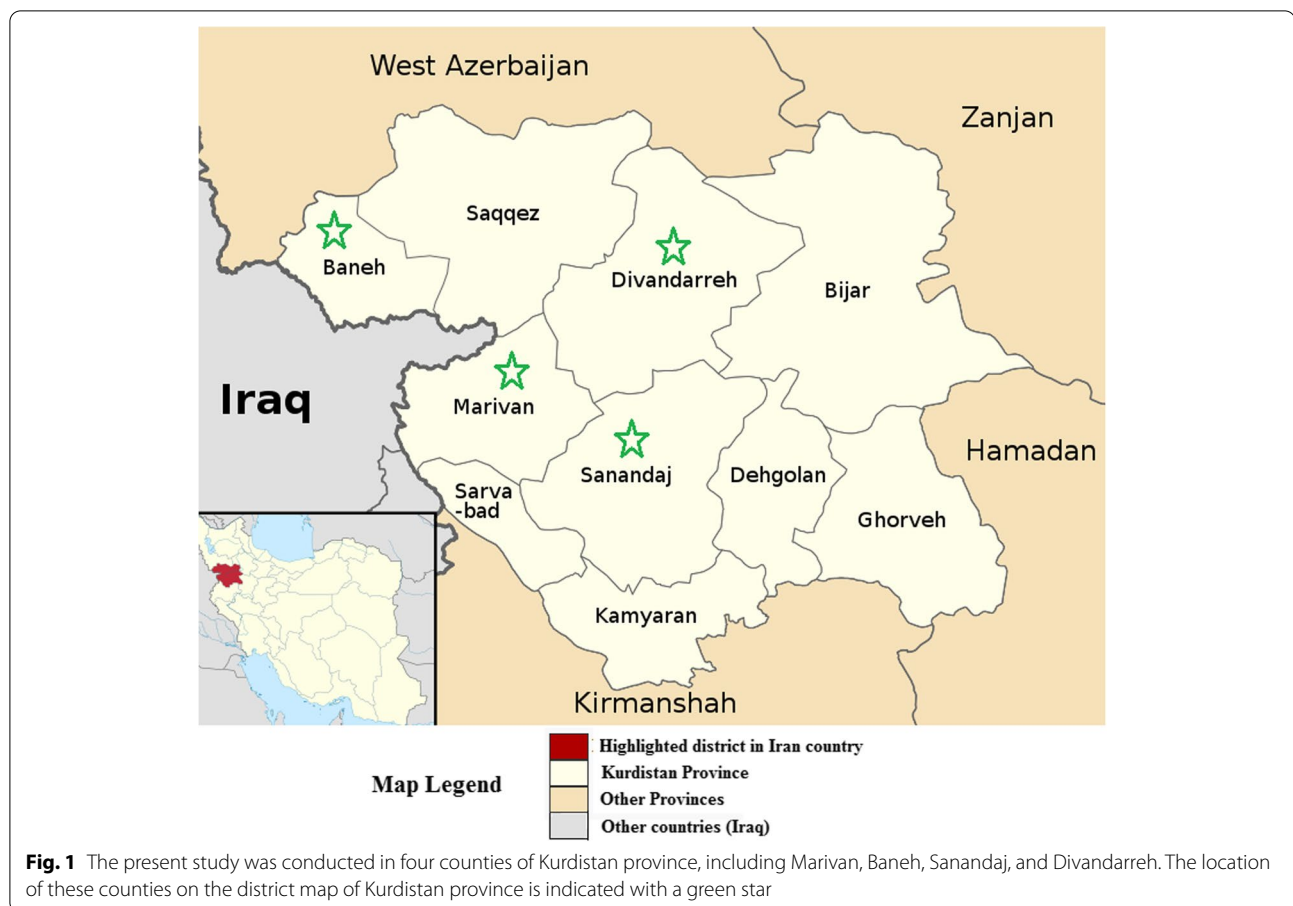 West Azerbaijan
Zanjan
Saqqez
Baneh
Divandarreh
Bijar
Iraq
Marivan
Hamadan
Sanandaj
Dehgolan
Sarva
-bad
Ghorveh
Kamyaran
Kirmanshah
Map Legend
Highlighted district in Iran country
Kurdistan Province
Other Provinces
Other countries (Iraq)
Fig. 1 The present study was conducted in four counties of Kurdistan province, including Marivan, Baneh, Sanandaj, and Divandarreh. The location
of these counties on the district map of Kurdistan province is indicated with a green star